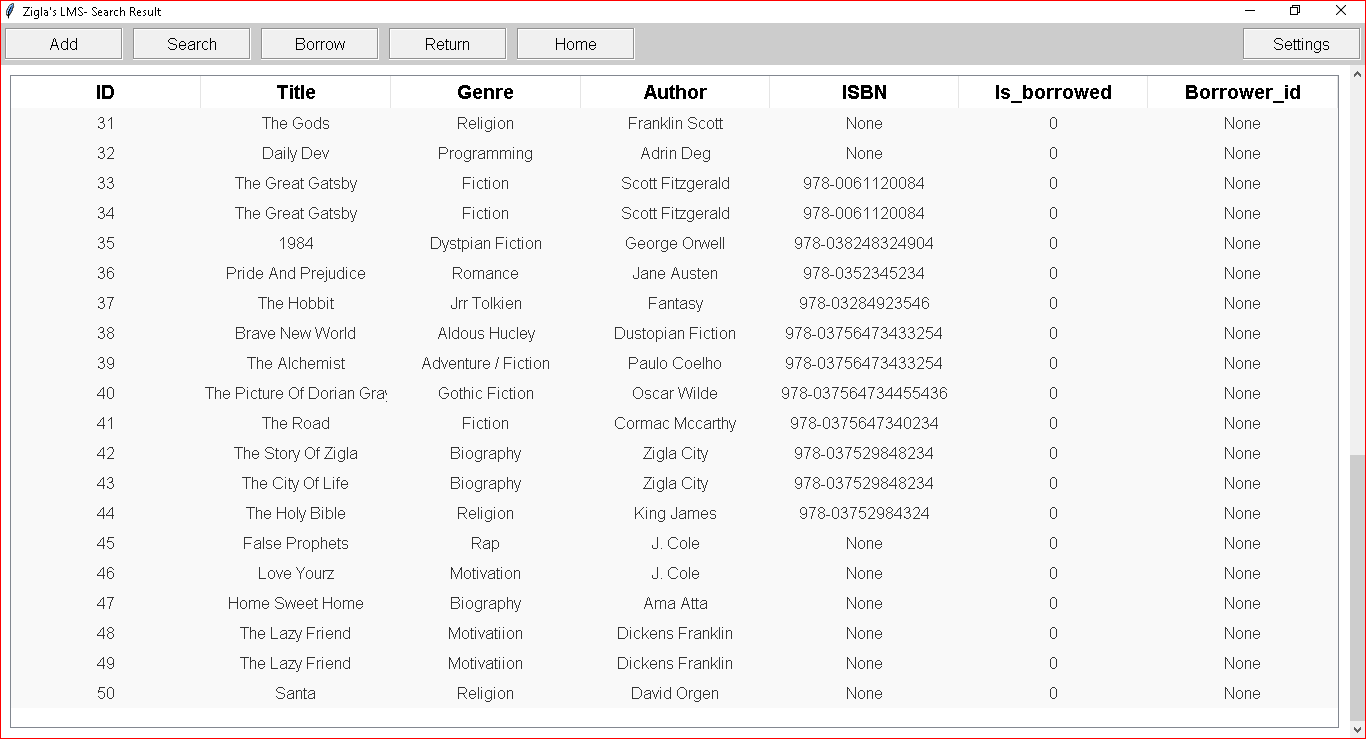 Zigla's LMS- Search Result
Add Search Borrow Return Home Settings
ID Title Genre Author ISBN Is_borrowed Borrower_id
31 The Gods Religion Franklin Scott None 0 None
32 Daily Dev Programming Adrin Deg None 0 None
33 The Great Gatsby Fiction Scott Fitzgerald 978-0061120084 0 None
34 The Great Gatsby Fiction Scott Fitzgerald 978-0061120084 0 None
35 1984 Dystpian Fiction George Orwell 978-038248324904 0 None
36 Pride And Prejudice Romance Jane Austen 978-0352345234 0 None
37 The Hobbit Jrr Tolkien Fantasy 978-03284923546 0 None
38 Brave New World Aldous Hucley Dustopian Fiction 978-03756473433254 0 None
39 The Alchemist Adventure / Fiction Paulo Coelho 978-03756473433254 0 None
40 The Picture Of Dorian Gray Gothic Fiction Oscar Wilde 978-037564734455436 0 None
41 The Road Fiction Cormac Mccarthy 978-0375647340234 0 None
42 The Story Of Zigla Biography Zigla City 978-037529848234 0 None
43 The City Of Life Biography Zigla City 978-037529848234 0 None
44 The Holy Bible Religion King James 978-03752984324 0 None
45 False Prophets Rap J. Cole None 0 None
46 Love Yourz Motivation J. Cole None 0 None
47 Home Sweet Home Biography Ama Atta None 0 None
48 The Lazy Friend Motivatiion Dickens Franklin None 0 None
49 The Lazy Friend Motivatiion Dickens Franklin None 0 None
50 Santa Religion David Orgen None 0 None